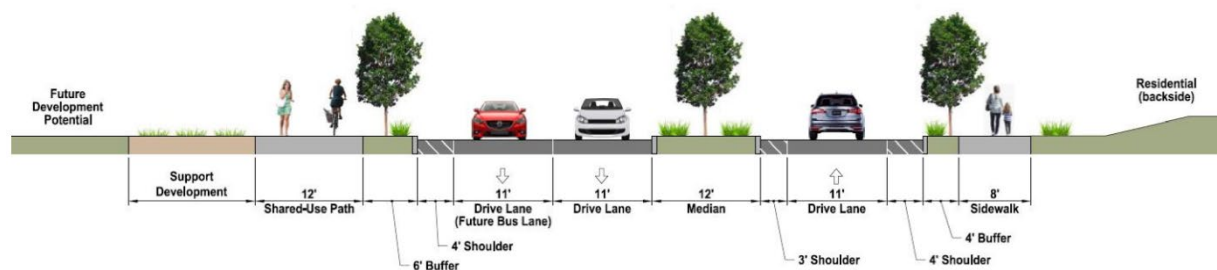 Future
Development
Potential
Residential
(backside)
Support
Development
12'
Shared-Use Path
6' Buffer
4' Shoulder
11'
Drive Lane
(Future Bus Lane)
11'
Drive Lane
12'
Median
3' Shoulder
11'
Drive Lane
4' Shoulder
4' Buffer
8'
Sidewalk